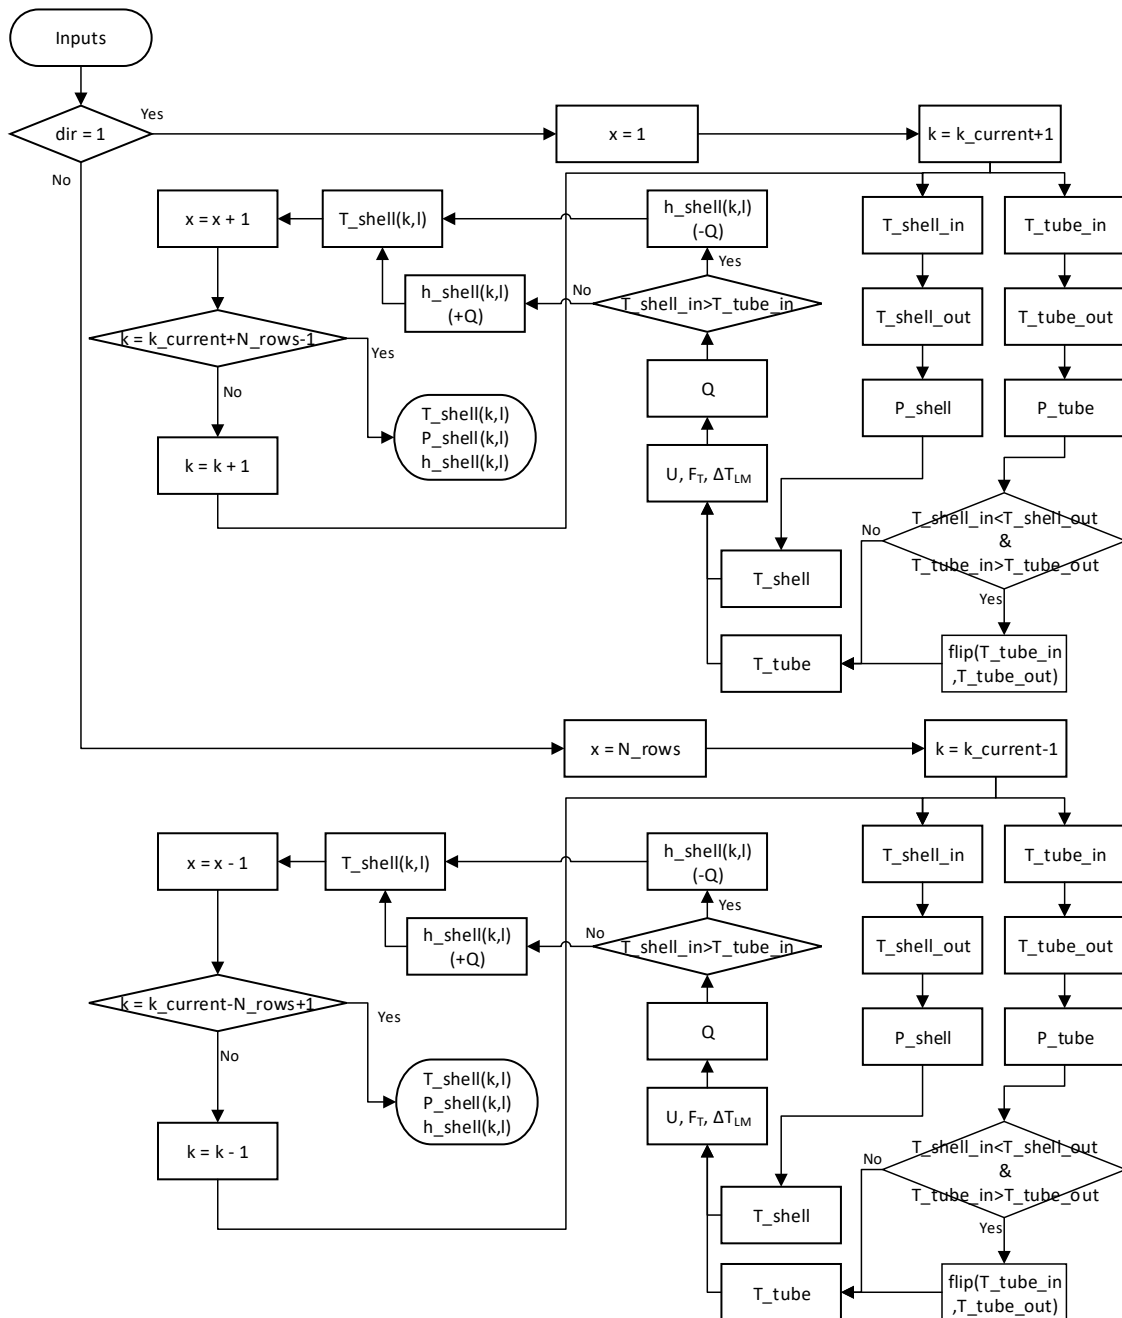 Inputs
dir = 1
Yes
No
x = 1
k = k_current+1
x = x + 1
T_shell(k,l)
h_shell(k,l)
(-Q)
T_shell_in
T_tube_in
Yes
h_shell(k,l)
(+Q)
No
T_shell_in>T_tube_in
T_shell_out
T_tube_out
k = k_current+N_rows-1
Yes
No
Q
P_shell
P_tube
T_shell(k,l)
P_shell(k,l)
h_shell(k,l)
k = k + 1
U, F_T, ΔT_LM
T_shell_in<T_shell_out
&
T_tube_in>T_tube_out
No
Yes
T_shell
T_tube
flip(T_tube_in
,T_tube_out)
x = N_rows
k = k_current-1
x = x - 1
T_shell(k,l)
h_shell(k,l)
(-Q)
T_shell_in
T_tube_in
Yes
h_shell(k,l)
(+Q)
No
T_shell_in>T_tube_in
T_shell_out
T_tube_out
k = k_current-N_rows+1
Yes
No
Q
P_shell
P_tube
T_shell(k,l)
P_shell(k,l)
h_shell(k,l)
k = k - 1
U, F_T, ΔT_LM
T_shell_in<T_shell_out
&
T_tube_in>T_tube_out
No
Yes
T_shell
T_tube
flip(T_tube_in
,T_tube_out)